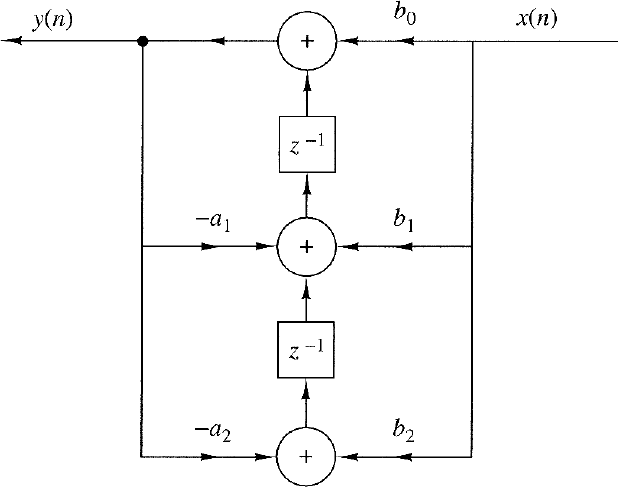 y(n) b₀ x(n)
+
z⁻¹
−a₁ + b₁
z⁻¹
−a₂ + b₂